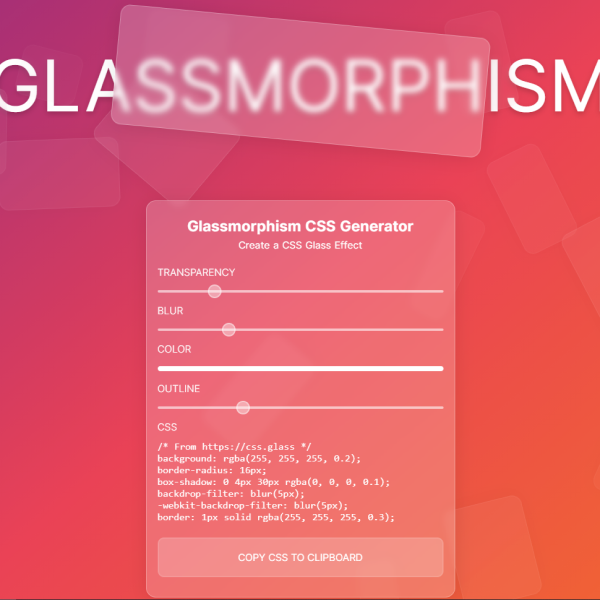 GLASSMORPHISM
Glassmorphism CSS Generator
Create a CSS Glass Effect
TRANSPARENCY
BLUR
COLOR
OUTLINE
CSS
/* From https://css.glass */
background: rgba(255, 255, 255, 0.2);
border-radius: 16px;
box-shadow: 0 4px 30px rgba(0, 0, 0, 0.1);
backdrop-filter: blur(5px);
-webkit-backdrop-filter: blur(5px);
border: 1px solid rgba(255, 255, 255, 0.3);
COPY CSS TO CLIPBOARD